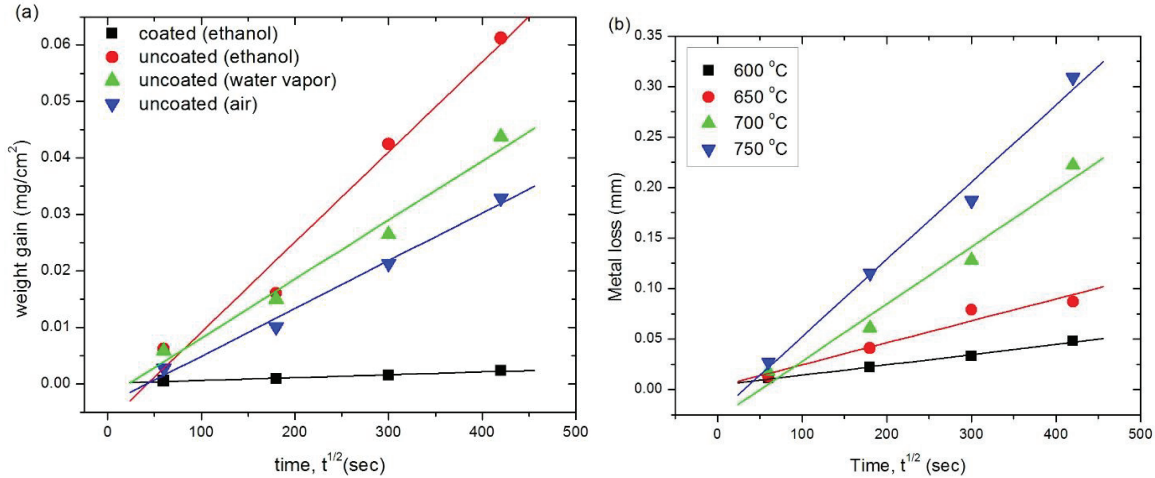 (a)
coated (ethanol)
uncoated (ethanol)
uncoated (water vapor)
uncoated (air)
weight gain (mg/cm²)
0.06
0.05
0.04
0.03
0.02
0.01
0.00
0 100 200 300 400 500
time, t^1/2(sec)
(b)
600 °C
650 °C
700 °C
750 °C
Metal loss (mm)
0.35
0.30
0.25
0.20
0.15
0.10
0.05
0.00
0 100 200 300 400 500
Time, t^1/2 (sec)